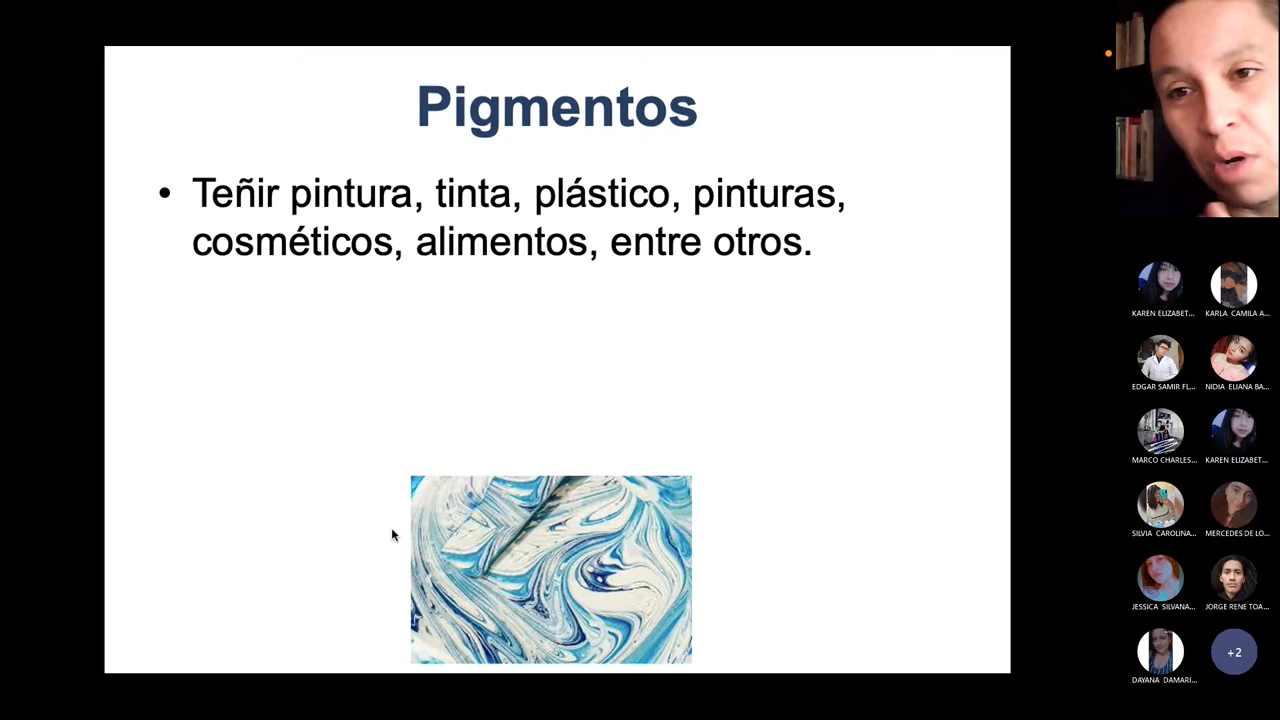 Pigmentos
• Teñir pintura, tinta, plástico, pinturas,
cosméticos, alimentos, entre otros.
KAREN ELIZABET...
KARLA CAMILA A...
EDGAR SAMIR FL...
NIDIA ELIANA BA...
MARCO CHARLES...
KAREN ELIZABET...
SILVIA CAROLINA...
MERCEDES DE LO...
JESSICA SILVANA...
JORGE RENE TOA...
DAYANA DAMARI...
+2